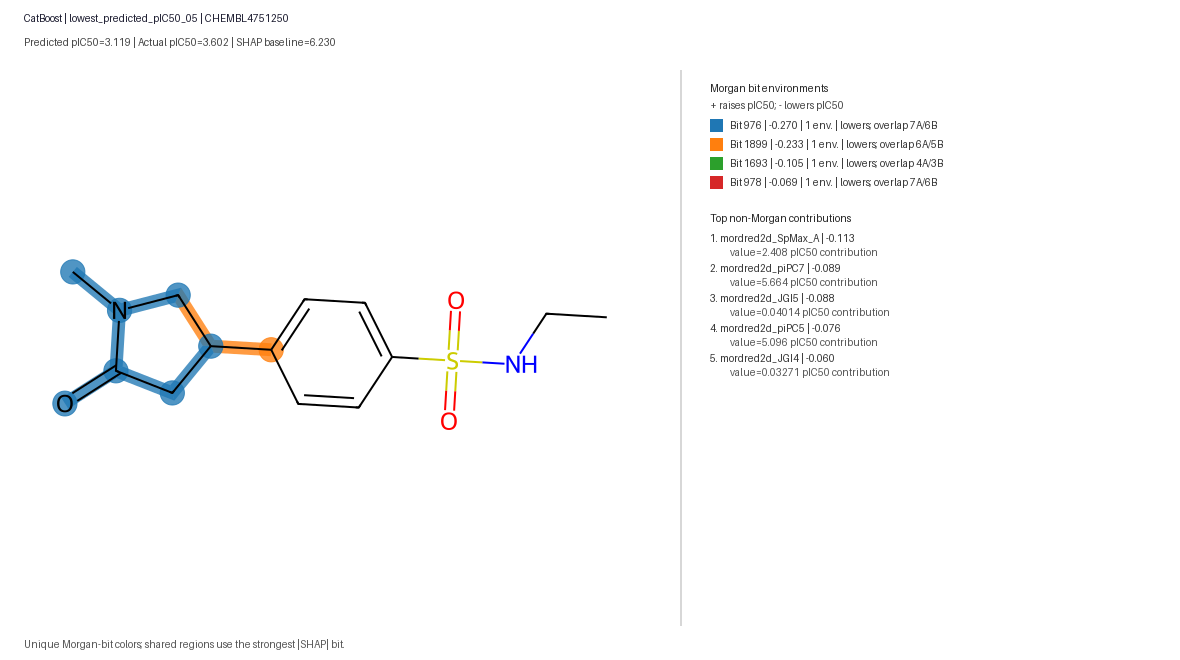 CatBoost | lowest_predicted_pIC50_05 | CHEMBL4751250
Predicted pIC50=3.119 | Actual pIC50=3.602 | SHAP baseline=6.230
Morgan bit environments
+ raises pIC50; - lowers pIC50
Bit 976 | -0.270 | 1 env. | lowers; overlap 7A/6B
Bit 1899 | -0.233 | 1 env. | lowers; overlap 6A/5B
Bit 1693 | -0.105 | 1 env. | lowers; overlap 4A/3B
Bit 978 | -0.069 | 1 env. | lowers; overlap 7A/6B
Top non-Morgan contributions
1. mordred2d_SpMax_A | -0.113
value=2.408 pIC50 contribution
2. mordred2d_piPC7 | -0.089
value=5.664 pIC50 contribution
3. mordred2d_JGI5 | -0.088
value=0.04014 pIC50 contribution
4. mordred2d_piPC5 | -0.076
value=5.096 pIC50 contribution
5. mordred2d_JGI4 | -0.060
value=0.03271 pIC50 contribution
N
O
O
S
NH
O
Unique Morgan-bit colors; shared regions use the strongest |SHAP| bit.